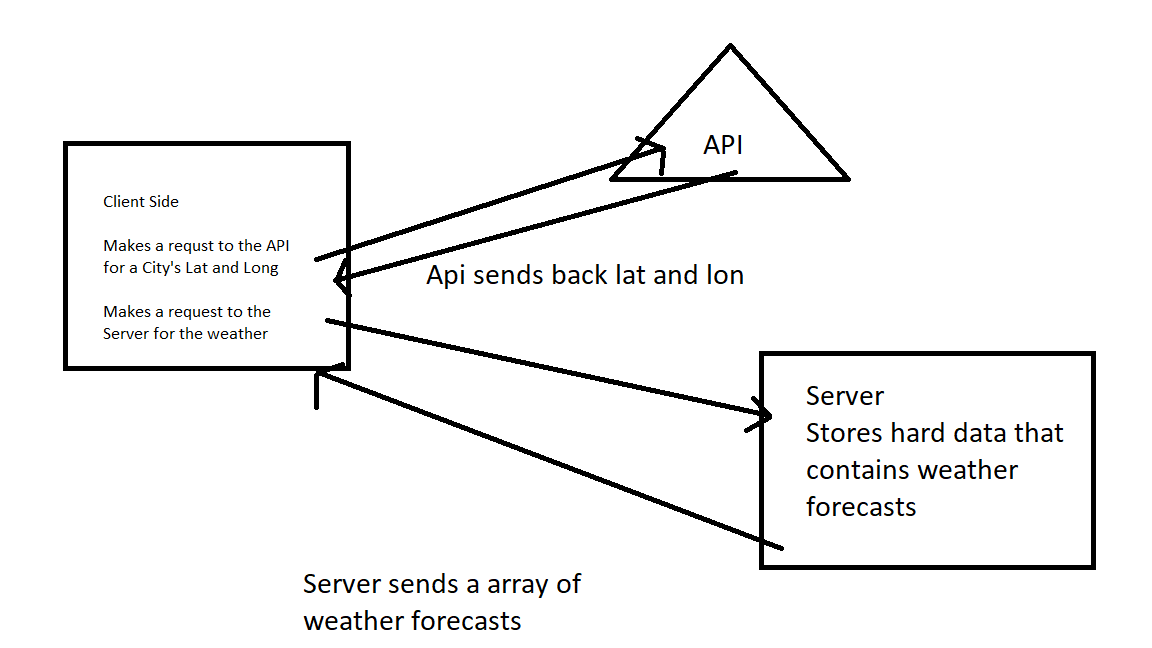 API
Client Side
Makes a requst to the API
for a City's Lat and Long
Makes a request to the
Server for the weather
Api sends back lat and lon
Server
Stores hard data that
contains weather
forecasts
Server sends a array of
weather forecasts